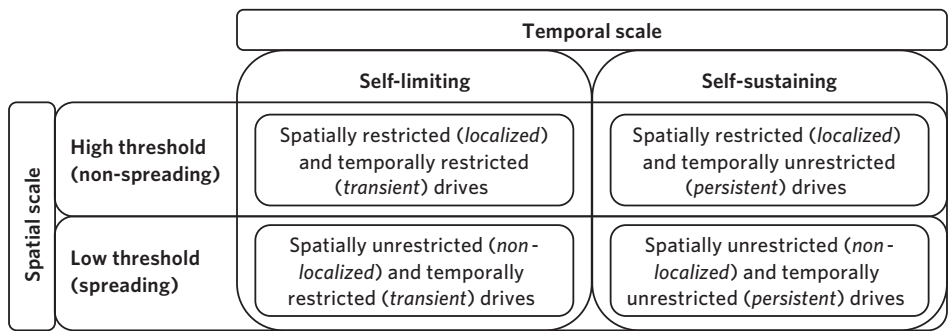 Temporal scale
Self-limiting
Self-sustaining
Spatial scale
High threshold
(non-spreading)
Spatially restricted (localized)
and temporally restricted
(transient) drives
Spatially restricted (localized)
and temporally unrestricted
(persistent) drives
Low threshold
(spreading)
Spatially unrestricted (non-
localized) and temporally
restricted (transient) drives
Spatially unrestricted (non-
localized) and temporally
unrestricted (persistent) drives